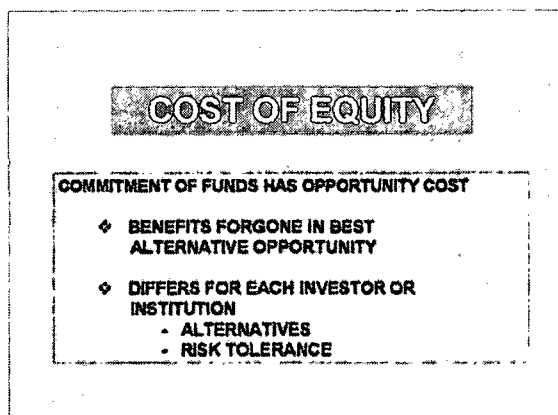 COST OF EQUITY
COMMITMENT OF FUNDS HAS OPPORTUNITY COST
❖ BENEFITS FORGONE IN BEST
ALTERNATIVE OPPORTUNITY
❖ DIFFERS FOR EACH INVESTOR OR
INSTITUTION
- ALTERNATIVES
- RISK TOLERANCE